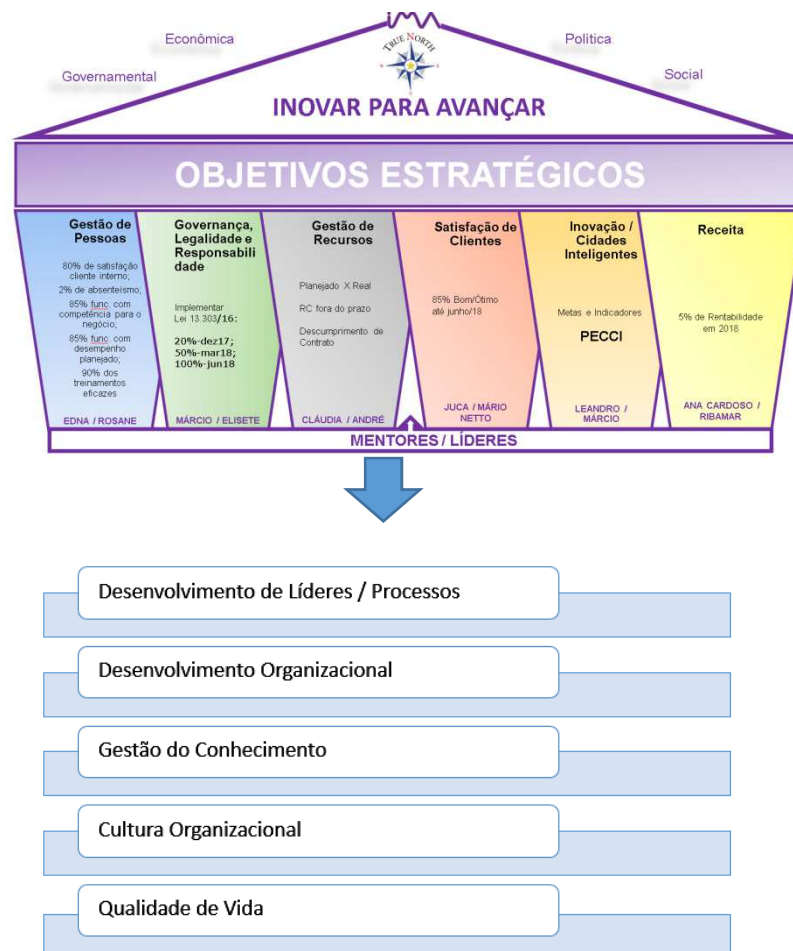 ima
Econômica
Política
Governamental
Social
TRUE NORTH
INOVAR PARA AVANÇAR
OBJETIVOS ESTRATÉGICOS
Gestão de
Pessoas
80% de satisfação
cliente interno;
2% de absenteísmo;
85% func. com
competência para o
negócio;
85% func. com
desempenho
planejado;
90% dos
treinamentos
eficazes
EDNA / ROSANE
Governança,
Legalidade e
Responsabili
dade
Implementar
Lei 13.303/16:
20%-dez17;
50%-mar18;
100%-jun18
MÁRCIO / ELISETE
Gestão de
Recursos
Planejado X Real
RC fora do prazo
Descumprimento de
Contrato
CLÁUDIA / ANDRÉ
Satisfação de
Clientes
85% Bom/Ótimo
até junho/18
JUCA / MÁRIO
NETTO
Inovação /
Cidades
Inteligentes
Metas e Indicadores
PECCI
LEANDRO /
MÁRCIO
Receita
5% de Rentabilidade
em 2018
ANA CARDOSO /
RIBAMAR
MENTORES / LÍDERES
Desenvolvimento de Líderes / Processos
Desenvolvimento Organizacional
Gestão do Conhecimento
Cultura Organizacional
Qualidade de Vida